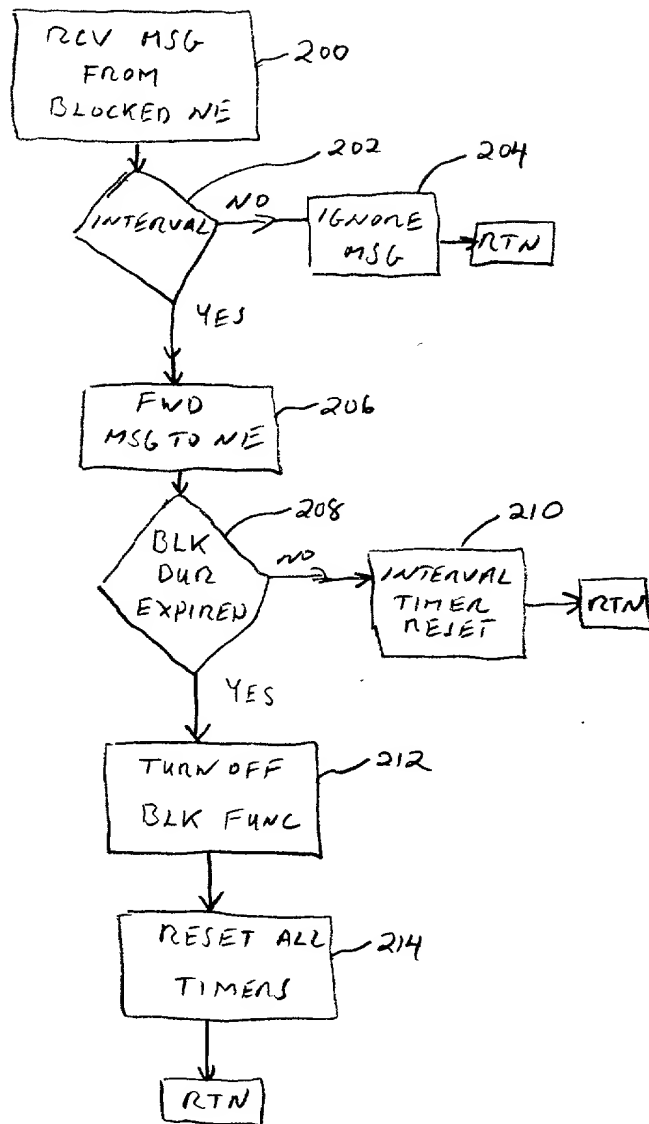 RCV MSG
FROM
BLOCKED NE
200
202
INTERVAL
NO
204
IGNORE
MSG
RTN
YES
FWD
MSG TO NE
206
208
BLK
DUR
EXPIRED
NO
210
INTERVAL
TIMER
RESET
RTN
YES
TURN OFF
BLK FUNC
212
RESET ALL
TIMERS
214
RTN